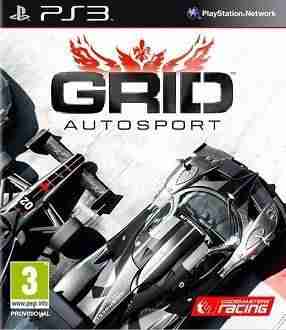 PS3
PlayStation Network
GRID
AUTOSPORT
20
3
www.pegi.info
PROVISIONAL
CODEMASTERS
racing